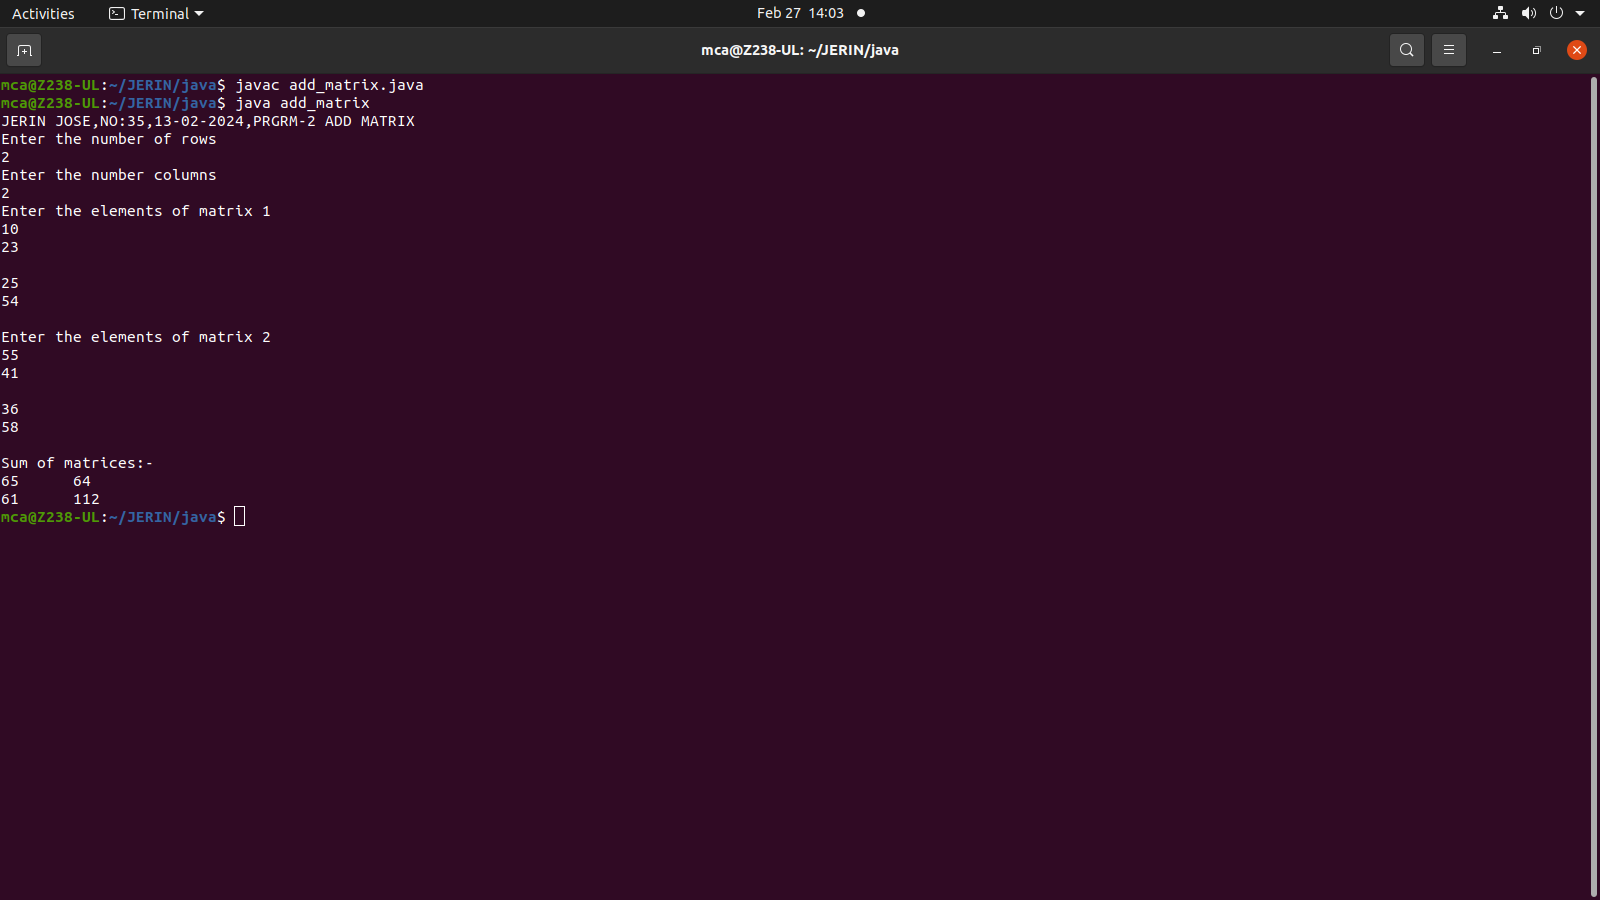 Activities Terminal Feb 27 14:03
mca@Z238-UL: ~/JERIN/java
mca@Z238-UL:~/JERIN/java$ javac add_matrix.java
mca@Z238-UL:~/JERIN/java$ java add_matrix
JERIN JOSE,NO:35,13-02-2024,PRGRM-2 ADD MATRIX
Enter the number of rows
2
Enter the number columns
2
Enter the elements of matrix 1
10
23
25
54
Enter the elements of matrix 2
55
41
36
58
Sum of matrices:-
65 64
61 112
mca@Z238-UL:~/JERIN/java$